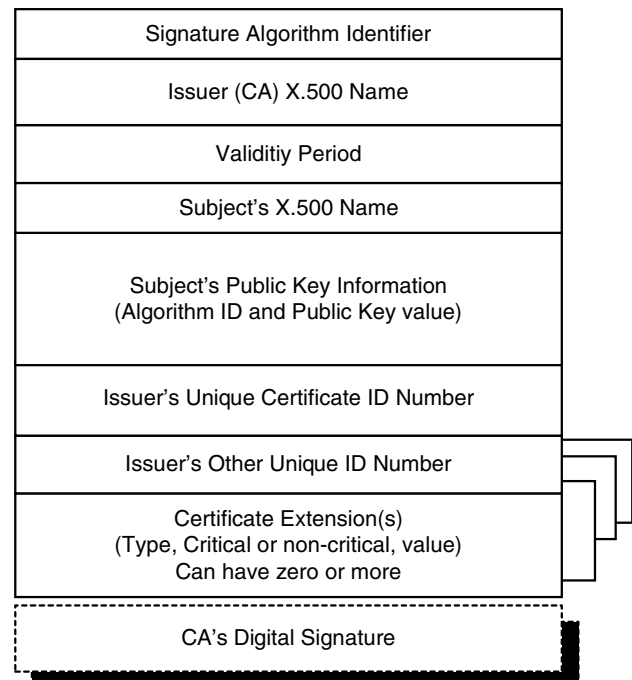 Signature Algorithm Identifier
Issuer (CA) X.500 Name
Validitiy Period
Subject’s X.500 Name
Subject’s Public Key Information
(Algorithm ID and Public Key value)
Issuer’s Unique Certificate ID Number
Issuer’s Other Unique ID Number
Certificate Extension(s)
(Type, Critical or non-critical, value)
Can have zero or more
CA’s Digital Signature